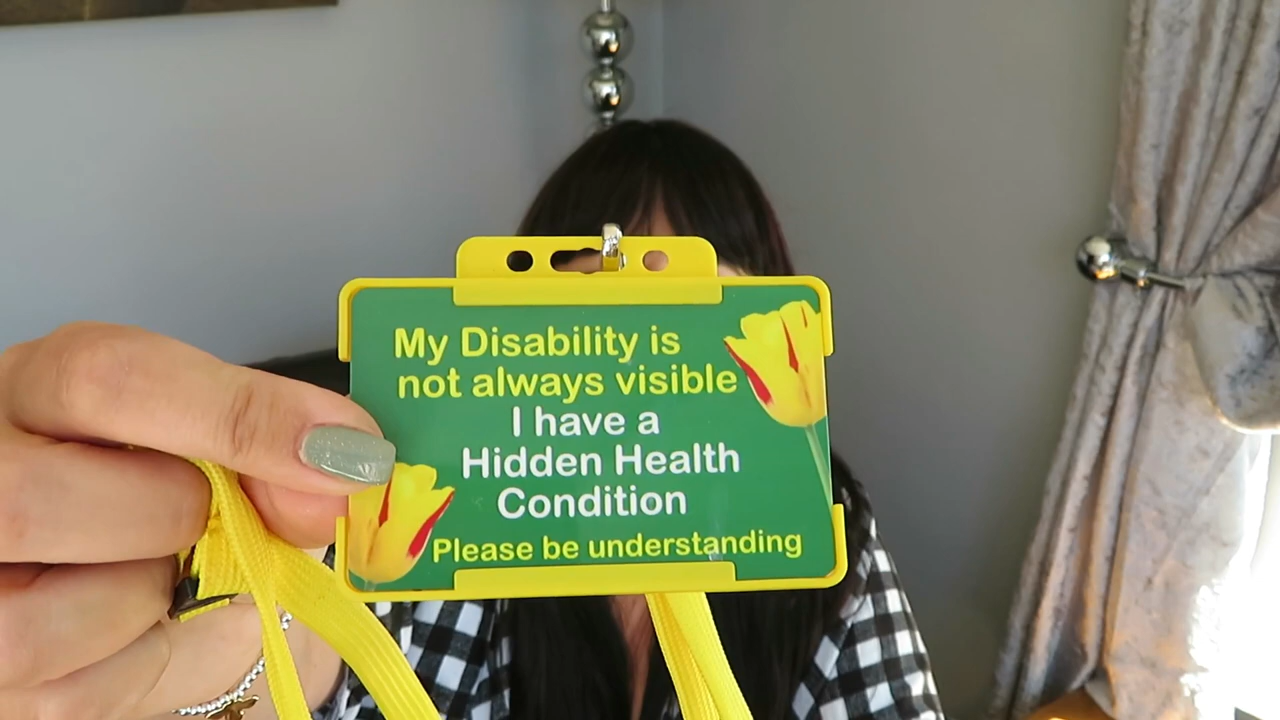 My Disability is
not always visible
I have a
Hidden Health
Condition
Please be understanding